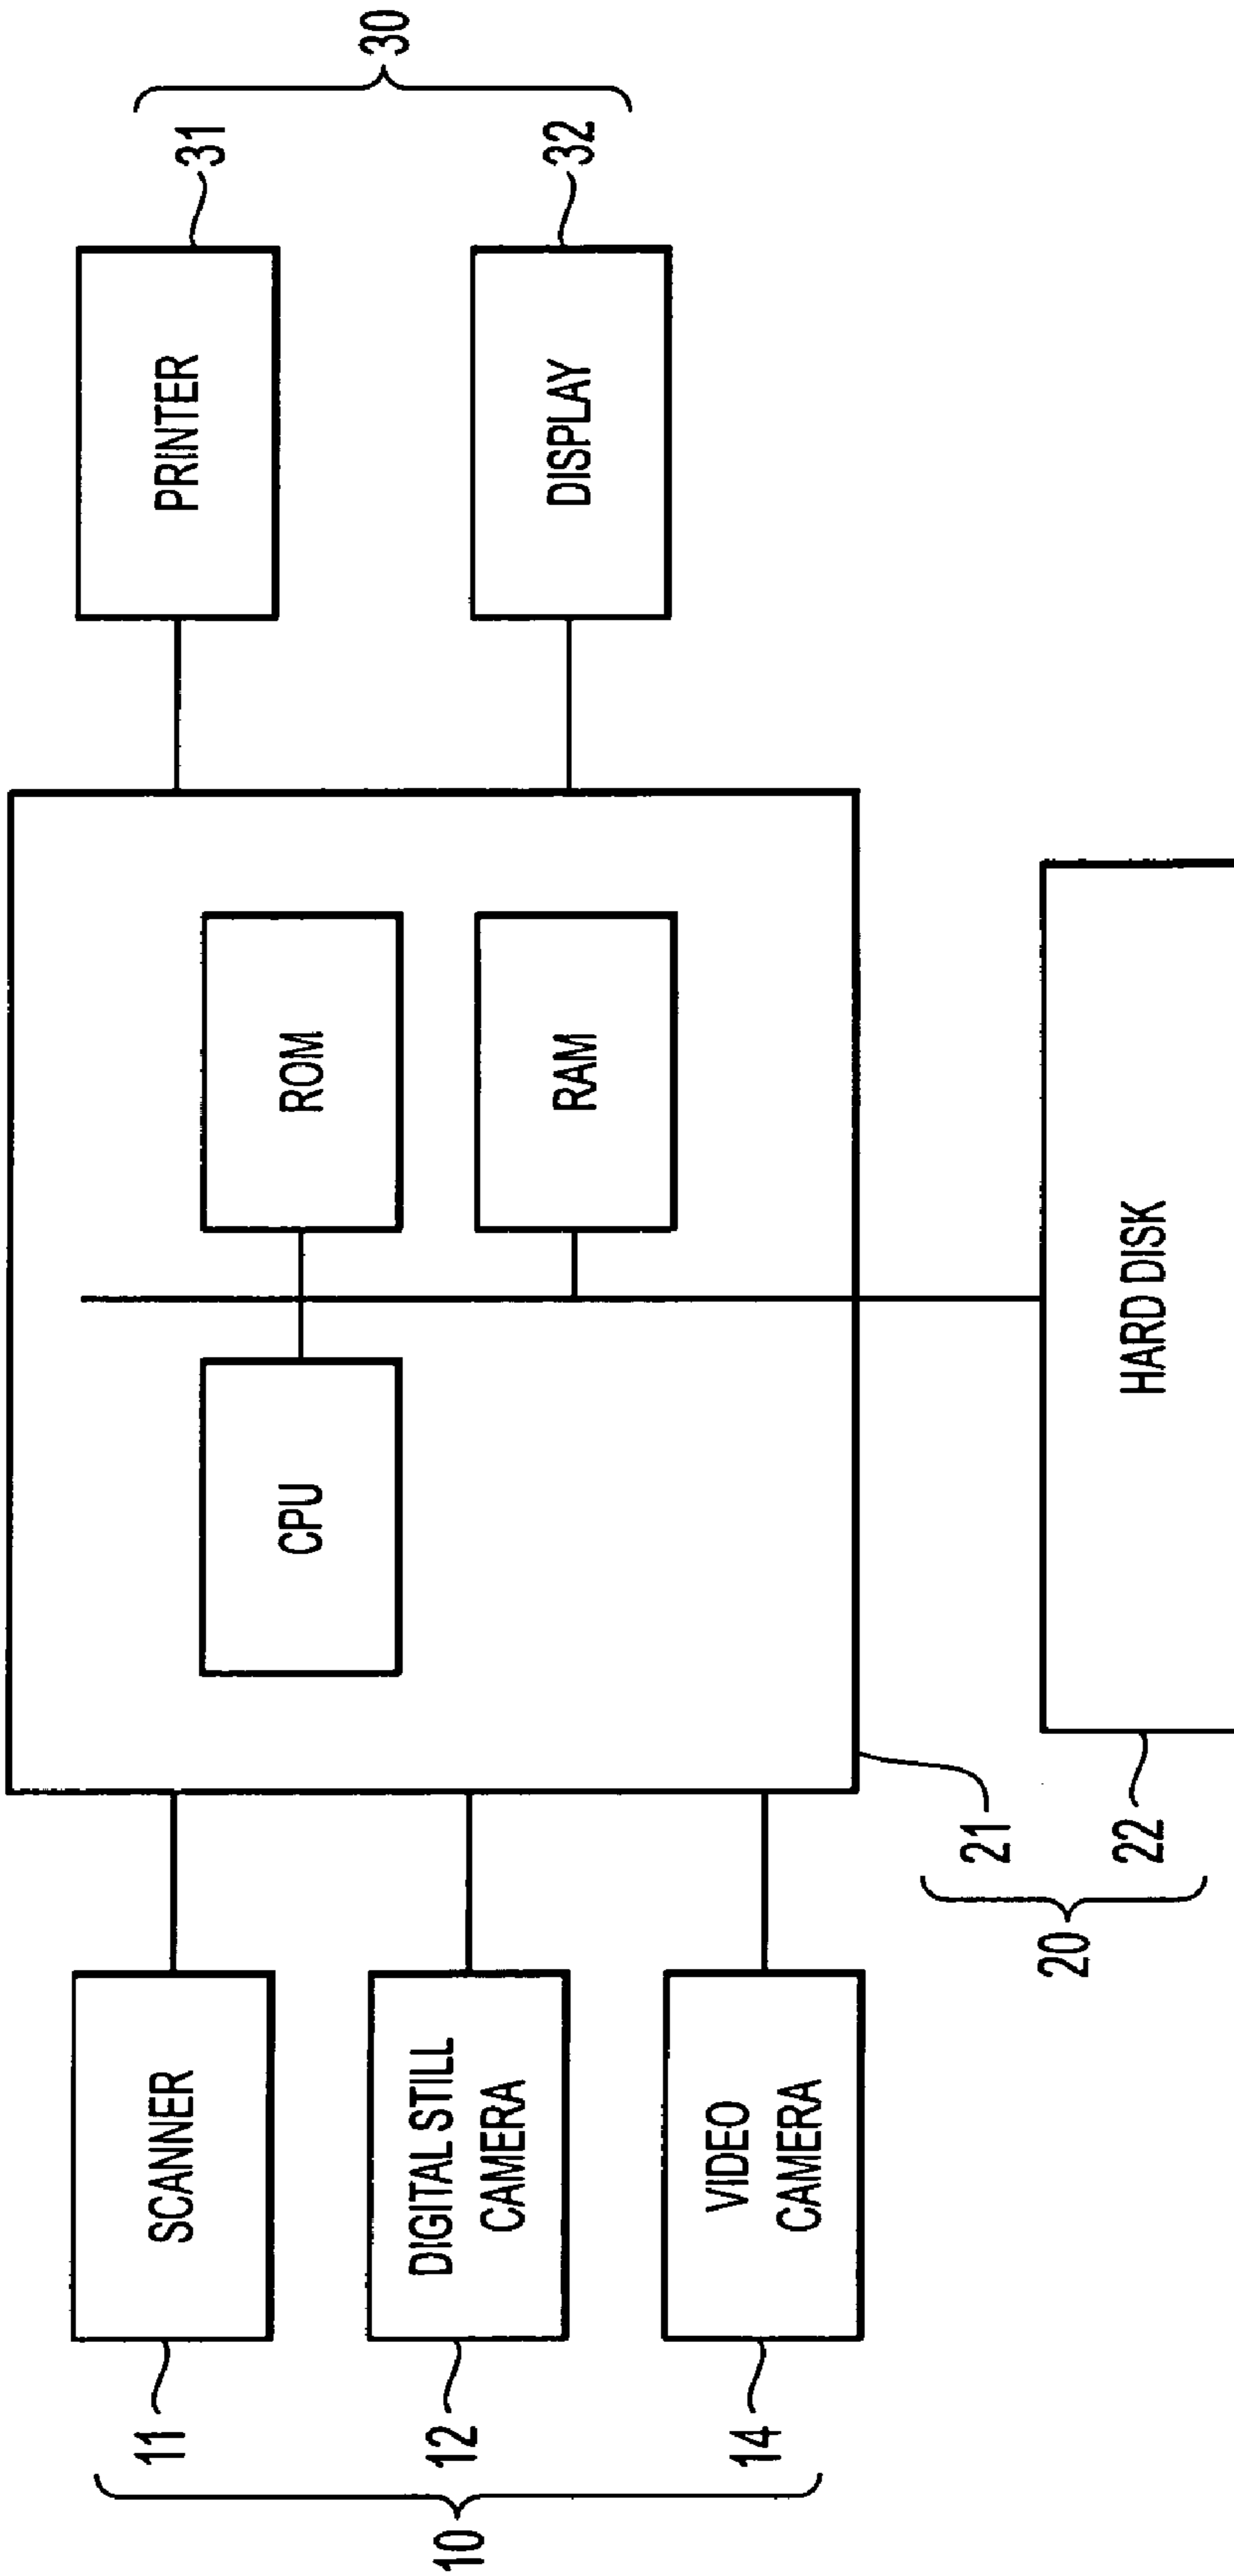 11
SCANNER
12
DIGITAL STILL
CAMERA
14
VIDEO
CAMERA
10
CPU
ROM
RAM
21
HARD DISK
22
20
PRINTER
31
DISPLAY
32
30